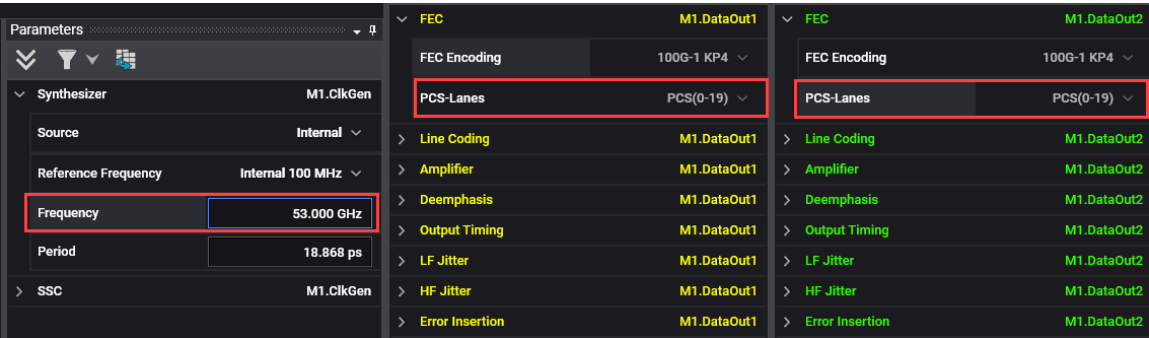 Parameters
Synthesizer M1.ClkGen
Source Internal
Reference Frequency Internal 100 MHz
Frequency 53.000 GHz
Period 18.868 ps
SSC M1.ClkGen
FEC M1.DataOut1
FEC Encoding 100G-1 KP4
PCS-Lanes PCS(0-19)
Line Coding M1.DataOut1
Amplifier M1.DataOut1
Deemphasis M1.DataOut1
Output Timing M1.DataOut1
LF Jitter M1.DataOut1
HF Jitter M1.DataOut1
Error Insertion M1.DataOut1
FEC M1.DataOut2
FEC Encoding 100G-1 KP4
PCS-Lanes PCS(0-19)
Line Coding M1.DataOut2
Amplifier M1.DataOut2
Deemphasis M1.DataOut2
Output Timing M1.DataOut2
LF Jitter M1.DataOut2
HF Jitter M1.DataOut2
Error Insertion M1.DataOut2